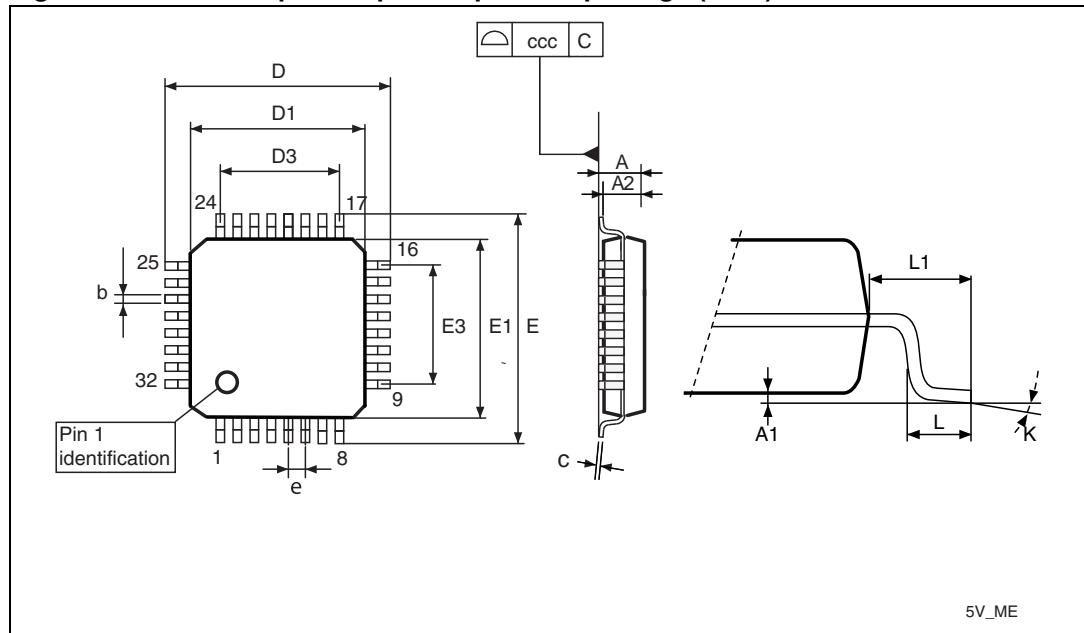 ccc C
D
D1
D3
A
A2
24 17
25 16
b
L1
E3 E1 E
32 9
Pin 1
identification
1 8
e
c
A1
L
K
5V_ME